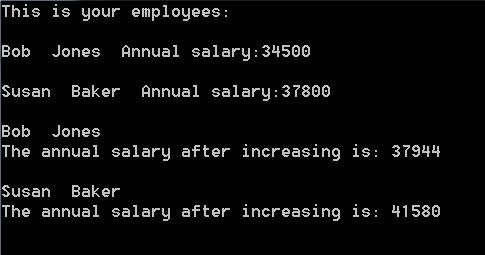 This is your employees:
Bob  Jones  Annual salary:34500
Susan  Baker  Annual salary:37800
Bob  Jones
The annual salary after increasing is: 37944
Susan  Baker
The annual salary after increasing is: 41580